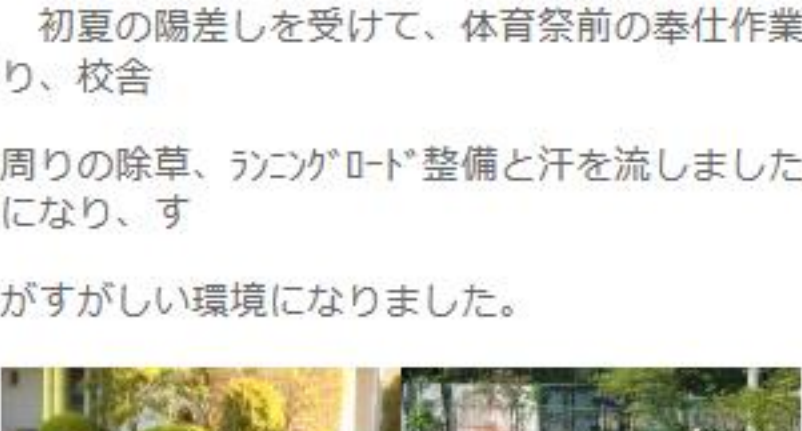 初夏の陽差しを受けて、体育祭前の奉仕作業
り、校舎
周りの除草、ﾗﾝﾆﾝｸﾞﾛｰﾄﾞ整備と汗を流しました
になり、す
がすがしい環境になりました。